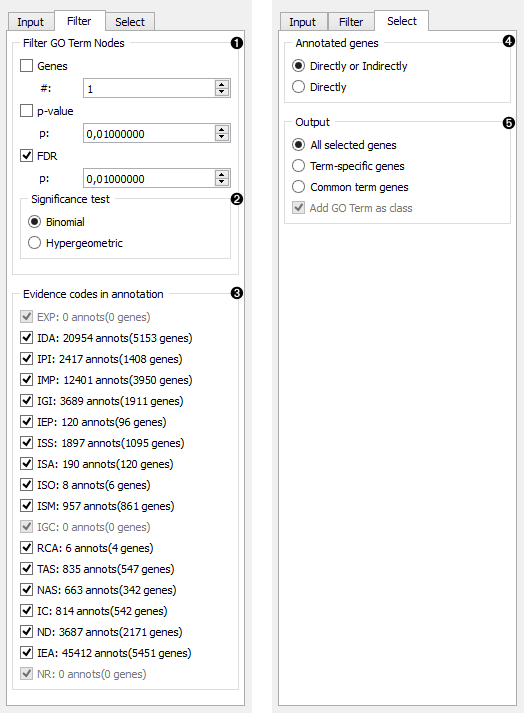 Input Filter Select
Filter GO Term Nodes 1
Genes
#: 1
p-value
p: 0,01000000
FDR
p: 0,01000000
Significance test 2
Binomial
Hypergeometric
Evidence codes in annotation 3
EXP: 0 annots(0 genes)
IDA: 20954 annots(5153 genes)
IPI: 2417 annots(1408 genes)
IMP: 12401 annots(3950 genes)
IGI: 3689 annots(1911 genes)
IEP: 120 annots(96 genes)
ISS: 1897 annots(1095 genes)
ISA: 190 annots(120 genes)
ISO: 8 annots(6 genes)
ISM: 957 annots(861 genes)
IGC: 0 annots(0 genes)
RCA: 6 annots(4 genes)
TAS: 835 annots(547 genes)
NAS: 663 annots(342 genes)
IC: 814 annots(542 genes)
ND: 3687 annots(2171 genes)
IEA: 45412 annots(5451 genes)
NR: 0 annots(0 genes)
Input Filter Select
Annotated genes 4
Directly or Indirectly
Directly
Output 5
All selected genes
Term-specific genes
Common term genes
Add GO Term as class